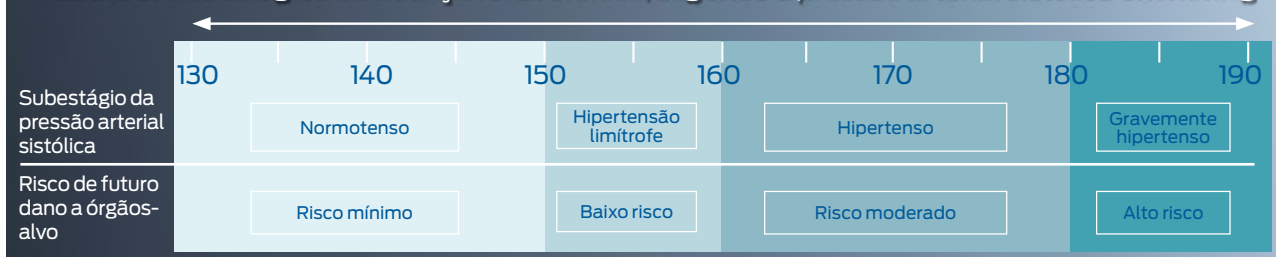 130 140 150 160 170 180 190
Subestágio da
pressão arterial
sistólica
Normotenso
Hipertensão
limítrofe
Hipertenso
Gravemente
hipertenso
Risco de futuro
dano a órgãos-
alvo
Risco mínimo
Baixo risco
Risco moderado
Alto risco